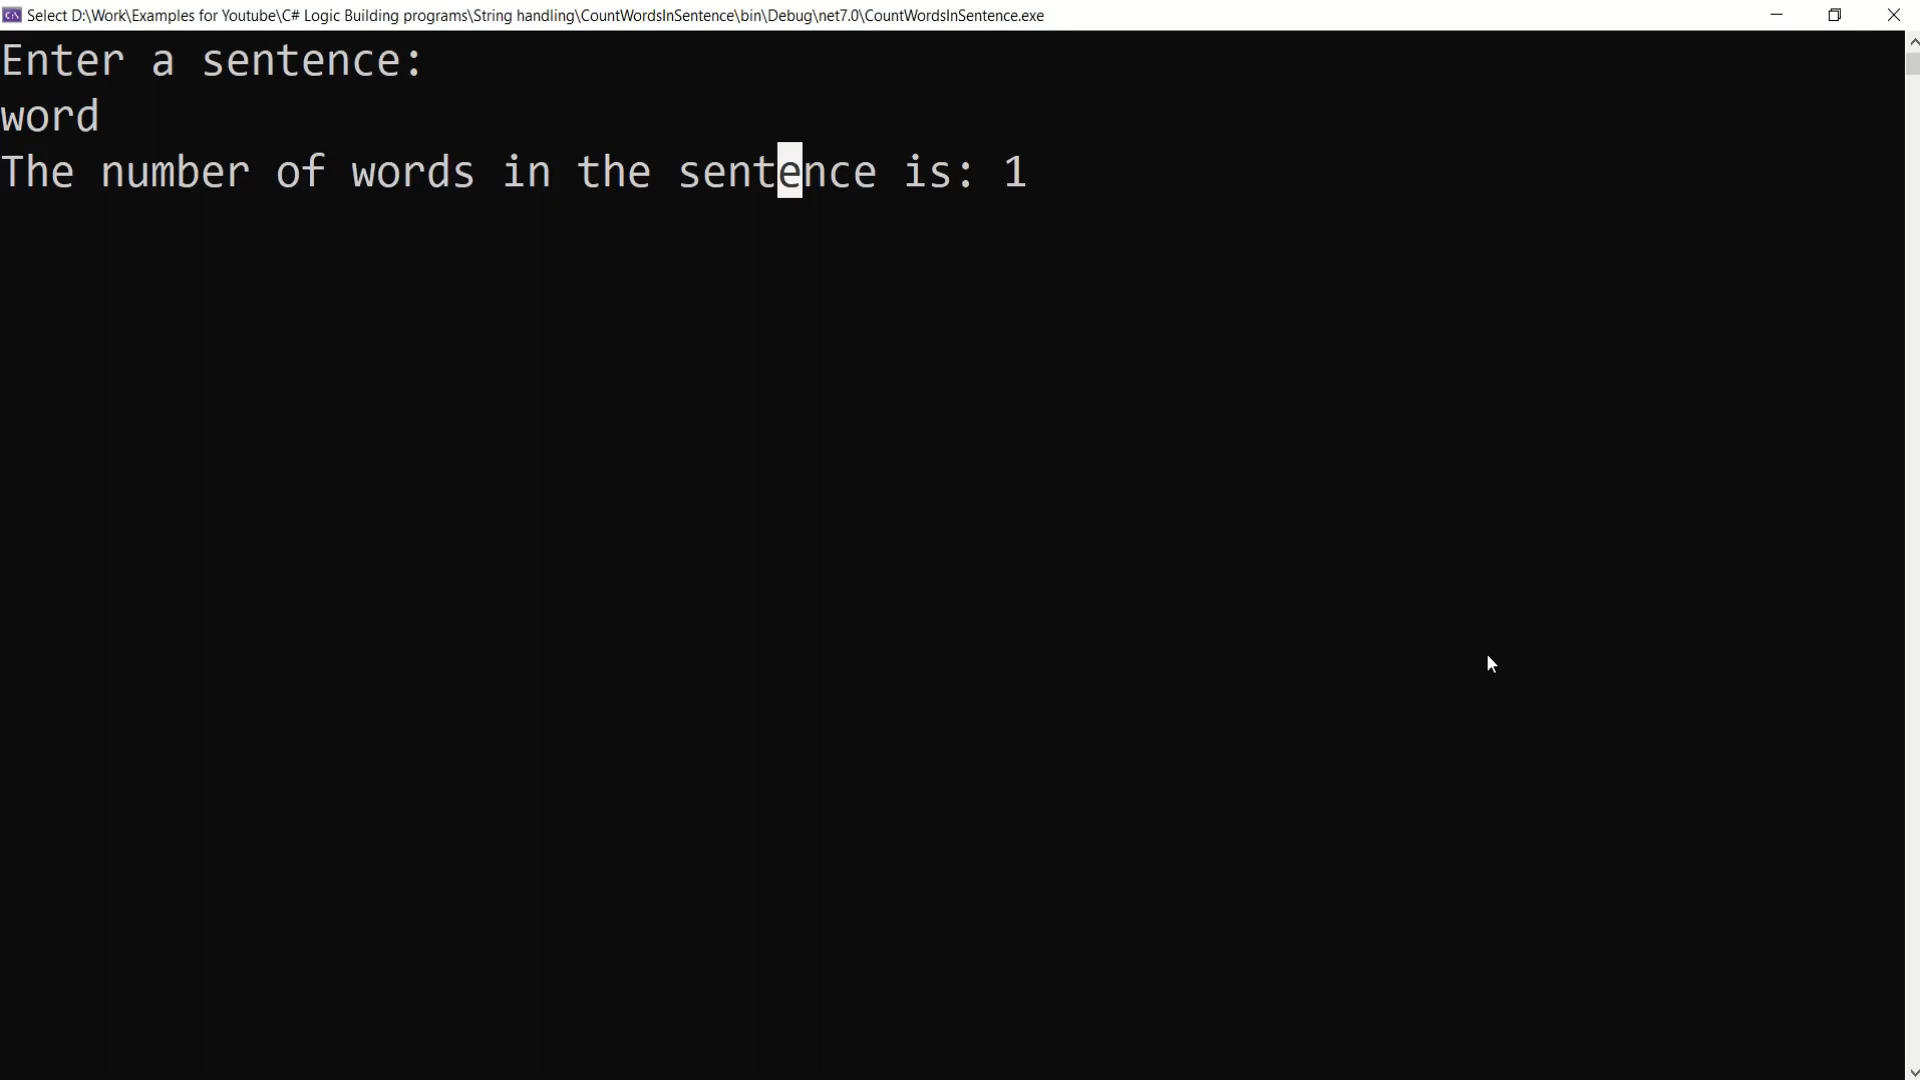 Select D:\Work\Examples for Youtube\C# Logic Building programs\String handling\CountWordsInSentence\bin\Debug\net7.0\CountWordsInSentence.exe
Enter a sentence:
word
The number of words in the sentence is: 1